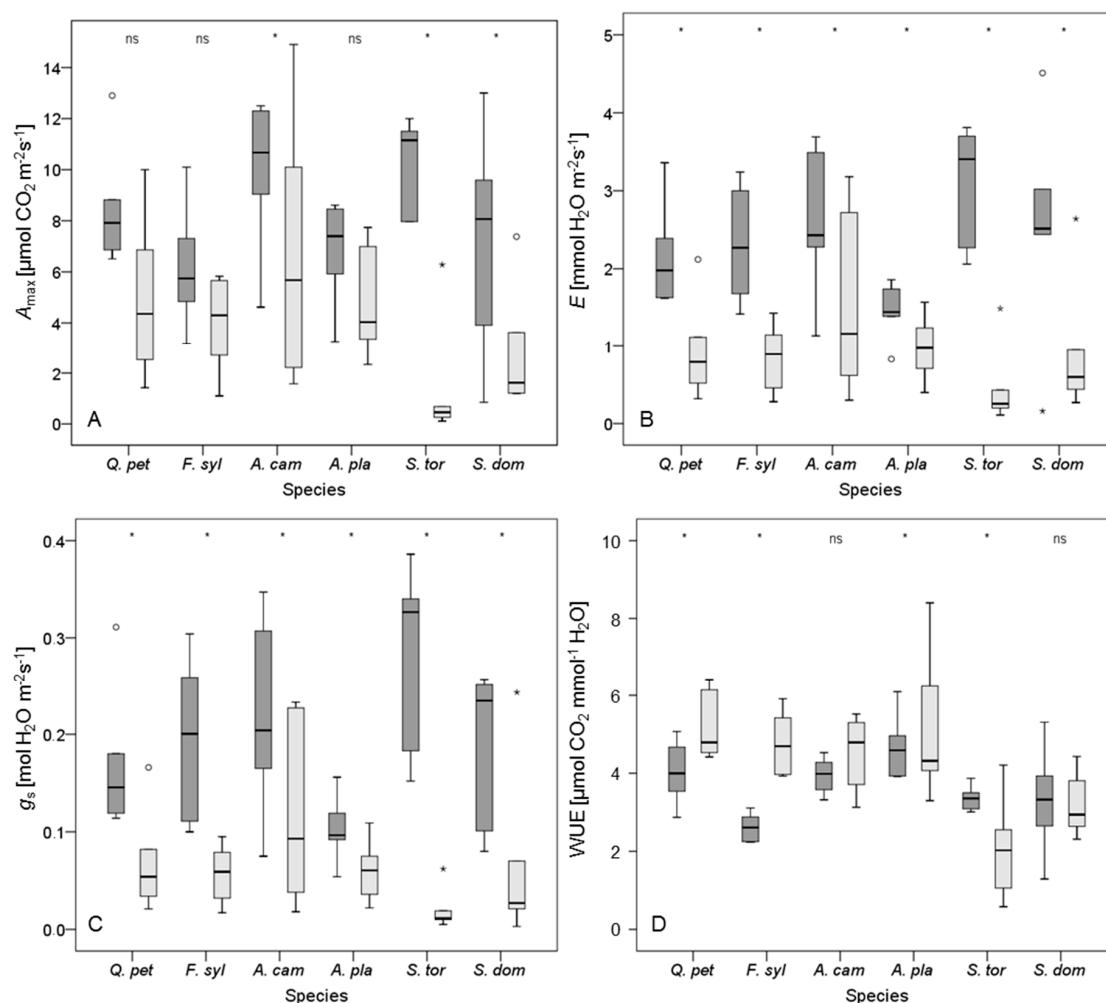 ns ns * ns * *
14
12
10
8
6
4
2
0
A_max [µmol CO₂ m⁻²s⁻¹]
A
Q. pet F. syl A. cam A. pla S. tor S. dom
Species
* * * * * *
5
4
3
2
1
0
E [mmol H₂O m⁻²s⁻¹]
B
Q. pet F. syl A. cam A. pla S. tor S. dom
Species
* * * * * *
0.4
0.3
0.2
0.1
0.0
g_s [mol H₂O m⁻²s⁻¹]
C
Q. pet F. syl A. cam A. pla S. tor S. dom
Species
* * ns * * ns
10
8
6
4
2
0
WUE [µmol CO₂ mmol⁻¹ H₂O]
D
Q. pet F. syl A. cam A. pla S. tor S. dom
Species